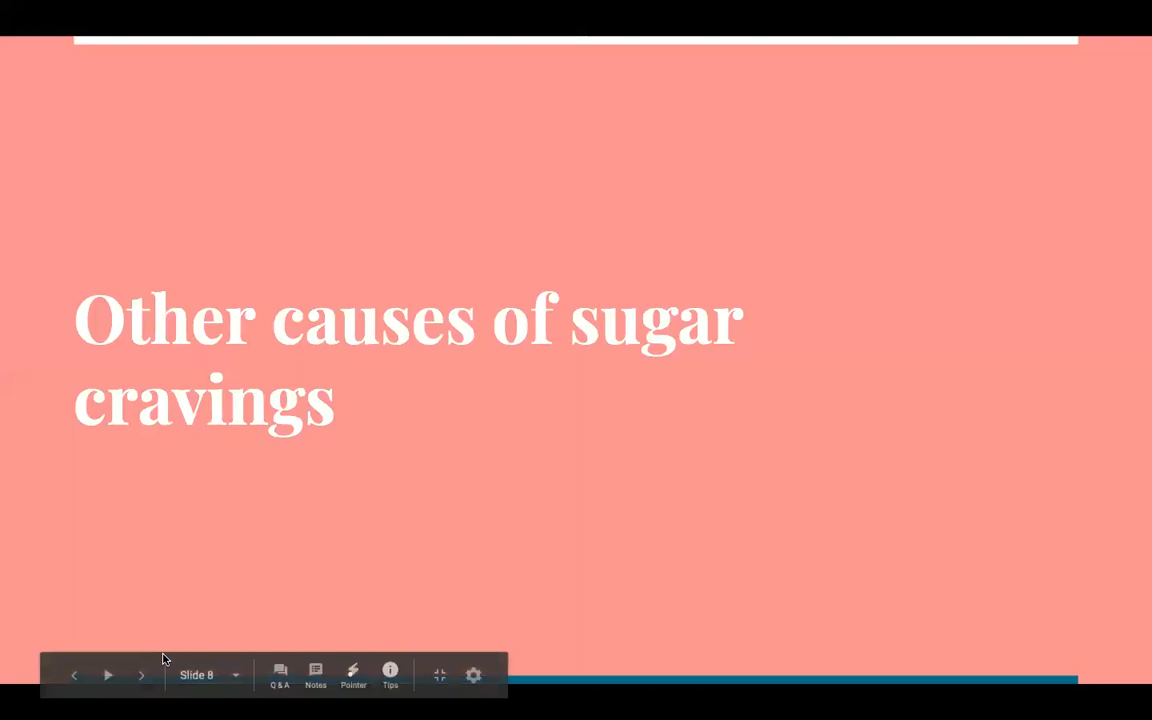 Other causes of sugar
cravings
Slide 8
Q & A
Notes
Pointer
Tips